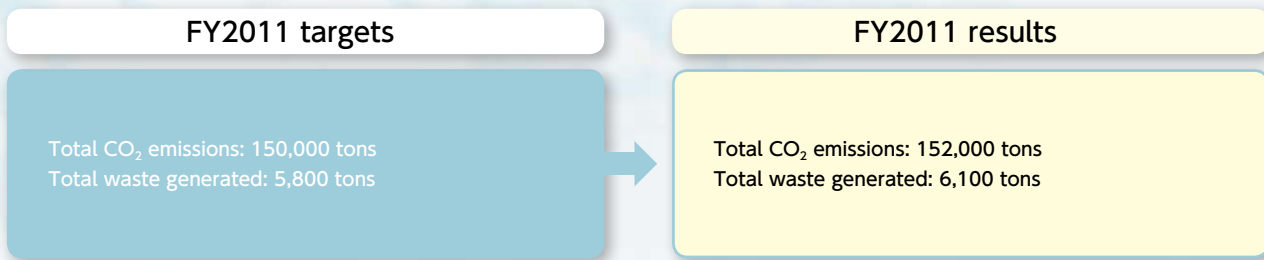 FY2011 targets
FY2011 results
Total CO₂ emissions: 150,000 tons
Total waste generated: 5,800 tons
Total CO₂ emissions: 152,000 tons
Total waste generated: 6,100 tons